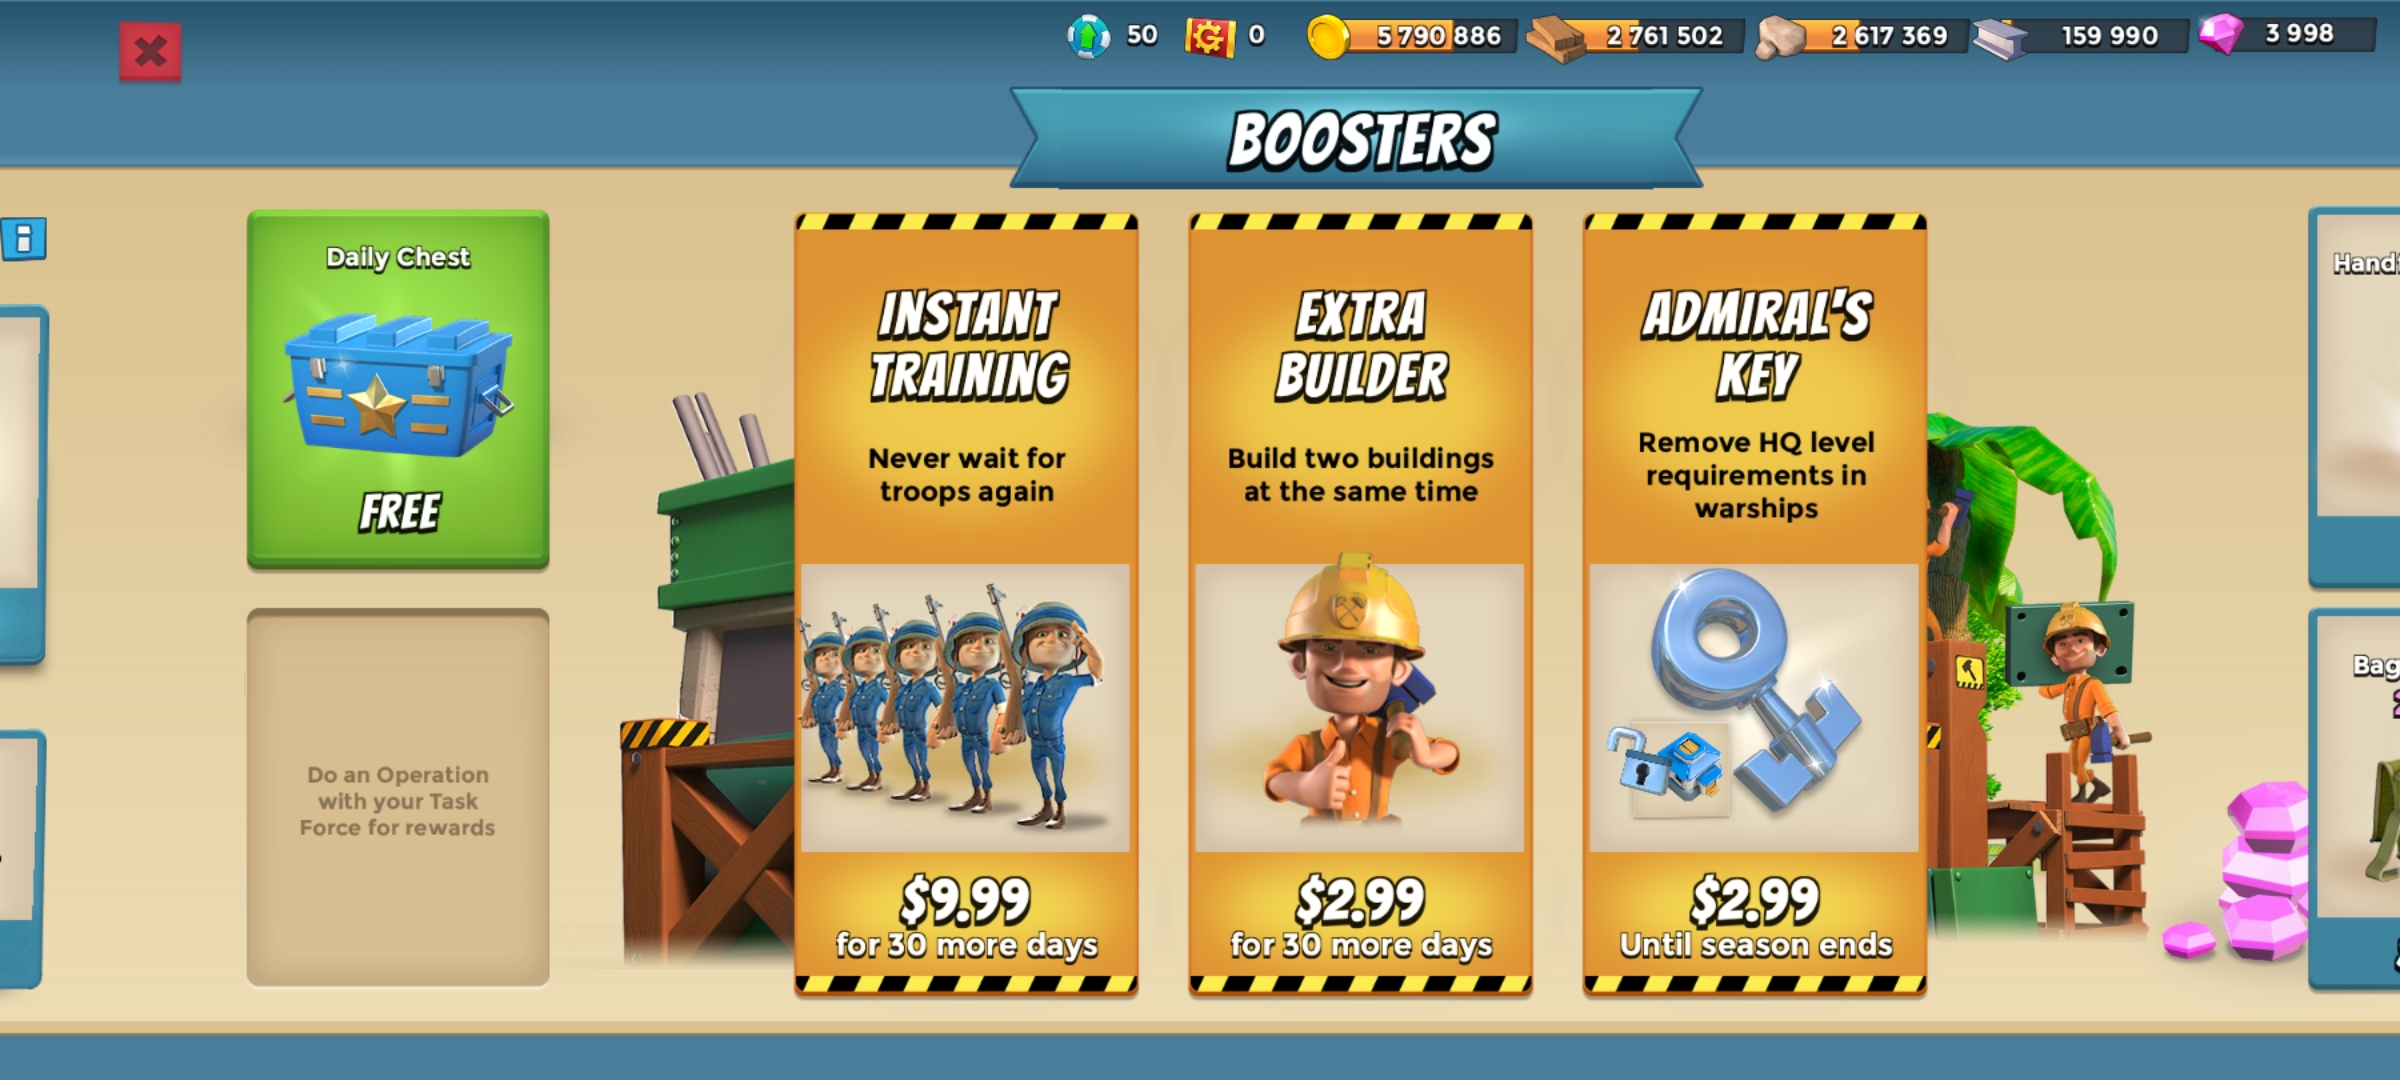 50
0
5 790 886
2 761 502
2 617 369
159 990
3 998
BOOSTERS
Daily Chest
FREE
Do an Operation
with your Task
Force for rewards
INSTANT
TRAINING
Never wait for
troops again
$9.99
for 30 more days
EXTRA
BUILDER
Build two buildings
at the same time
$2.99
for 30 more days
ADMIRAL'S
KEY
Remove HQ level
requirements in
warships
$2.99
Until season ends
Bag